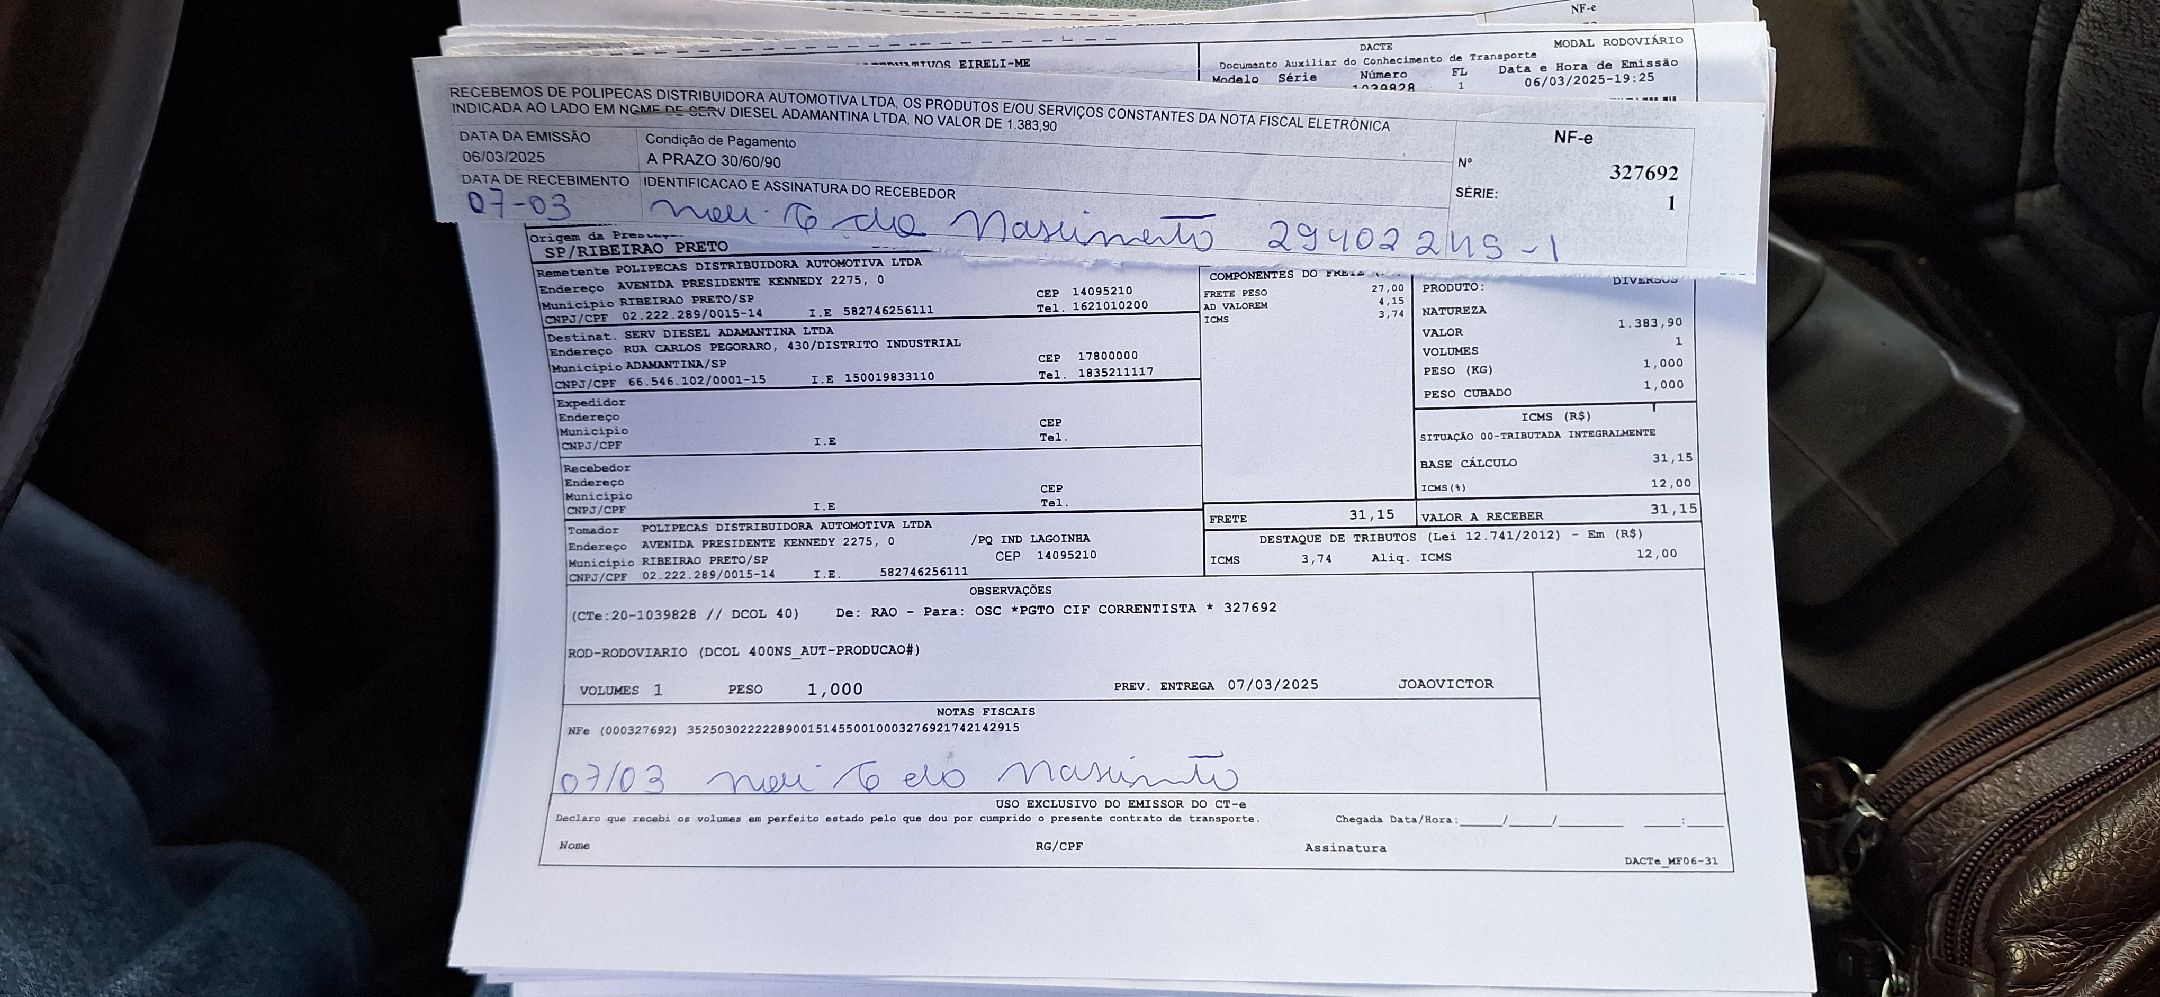 NF-e
EIRELI-ME
DACTE MODAL RODOVIÁRIO
Documento Auxiliar do Conhecimento de Transporte
Modelo Série Número FL Data e Hora de Emissão
1039828 1 06/03/2025-19:25
RECEBEMOS DE POLIPECAS DISTRIBUIDORA AUTOMOTIVA LTDA, OS PRODUTOS E/OU SERVIÇOS CONSTANTES DA NOTA FISCAL ELETRÔNICA
INDICADA AO LADO EM NOME DE SERV DIESEL ADAMANTINA LTDA, NO VALOR DE 1.383,90
DATA DA EMISSÃO Condição de Pagamento
06/03/2025 A PRAZO 30/60/90
DATA DE RECEBIMENTO IDENTIFICACAO E ASSINATURA DO RECEBEDOR
NF-e
Nº 327692
SÉRIE: 1
07-03 do Nascimento 29402245-1
Origem da
SP/RIBEIRAO PRETO
Remetente POLIPECAS DISTRIBUIDORA AUTOMOTIVA LTDA
Endereço AVENIDA PRESIDENTE KENNEDY 2275, 0
Município RIBEIRAO PRETO/SP CEP 14095210
CNPJ/CPF 02.222.289/0015-14 I.E 582746256111 Tel. 1621010200
Destinat. SERV DIESEL ADAMANTINA LTDA
Endereço RUA CARLOS PEGORARO, 430/DISTRITO INDUSTRIAL
Município ADAMANTINA/SP CEP 17800000
CNPJ/CPF 66.546.102/0001-15 I.E 150019833110 Tel. 1835211117
Expedidor
Endereço
Município CEP
CNPJ/CPF I.E Tel.
Recebedor
Endereço
Município CEP
CNPJ/CPF I.E Tel.
Tomador POLIPECAS DISTRIBUIDORA AUTOMOTIVA LTDA
Endereço AVENIDA PRESIDENTE KENNEDY 2275, 0 /PQ IND LAGOINHA
Município RIBEIRAO PRETO/SP CEP 14095210
CNPJ/CPF 02.222.289/0015-14 I.E. 582746256111
COMPONENTES DO FRETE
FRETE PESO 27,00
AD VALOREM 4,15
ICMS 3,74
PRODUTO: DIVERSOS
NATUREZA
VALOR 1.383,90
VOLUMES 1
PESO (KG) 1,000
PESO CUBADO 1,000
ICMS (R$)
SITUAÇÃO 00-TRIBUTADA INTEGRALMENTE
BASE CÁLCULO 31,15
ICMS(%) 12,00
FRETE 31,15 VALOR A RECEBER 31,15
DESTAQUE DE TRIBUTOS (Lei 12.741/2012) - Em (R$)
ICMS 3,74 Aliq. ICMS 12,00
OBSERVAÇÕES
(CTe:20-1039828 // DCOL 40) De: RAO - Para: OSC *PGTO CIF CORRENTISTA * 327692
ROD-RODOVIARIO (DCOL 400NS_AUT-PRODUCAO#)
VOLUMES 1 PESO 1,000 PREV. ENTREGA 07/03/2025 JOAOVICTOR
NOTAS FISCAIS
NFe (000327692) 35250302222289001514550010003276921742142915
07/03 do Nascimento
USO EXCLUSIVO DO EMISSOR DO CT-e
Declaro que recebi os volumes em perfeito estado pelo que dou por cumprido o presente contrato de transporte. Chegada Data/Hora:____/____/______ ____:____
Nome RG/CPF Assinatura
DACTe_MF06-31